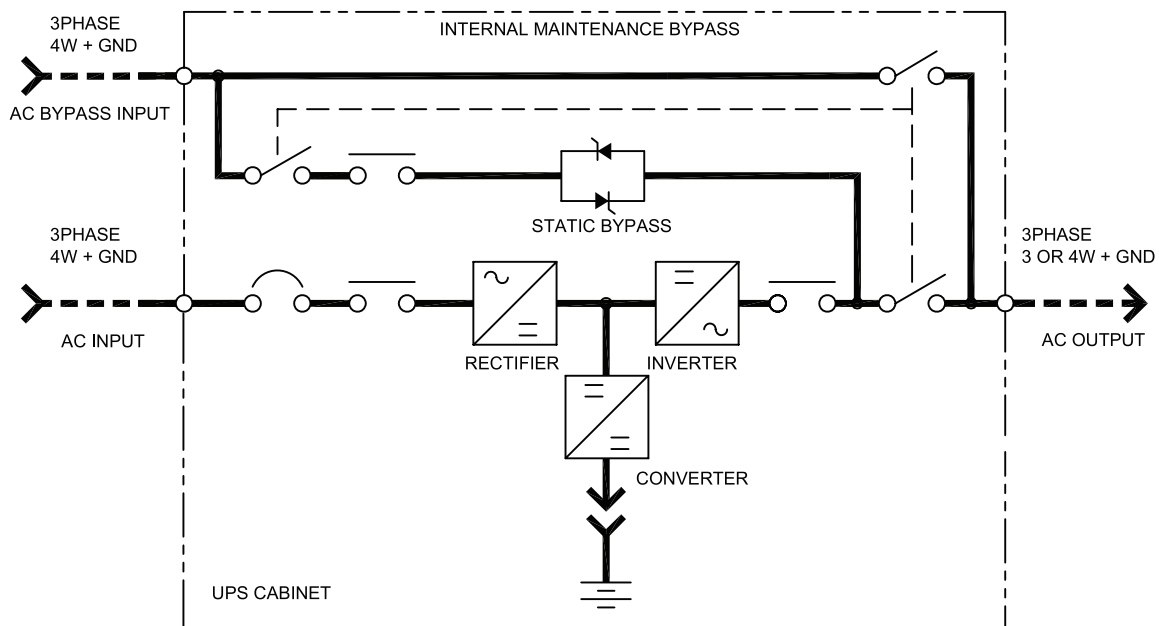 3PHASE
4W + GND
INTERNAL MAINTENANCE BYPASS
AC BYPASS INPUT
STATIC BYPASS
3PHASE
4W + GND
3PHASE
3 OR 4W + GND
AC INPUT
RECTIFIER
INVERTER
AC OUTPUT
CONVERTER
UPS CABINET